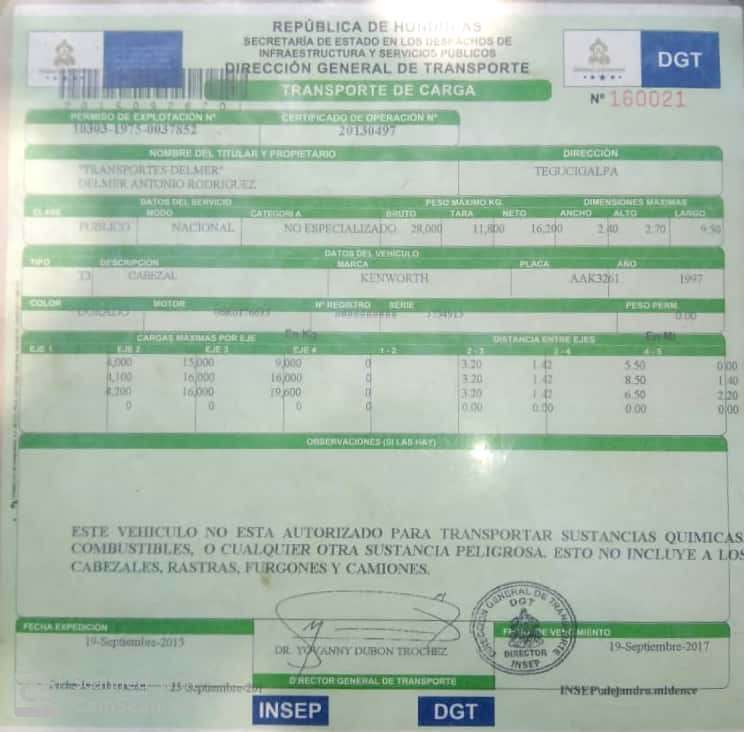 REPÚBLICA DE HONDURAS
SECRETARÍA DE ESTADO EN LOS DESPACHOS DE
INFRAESTRUCTURA Y SERVICIOS PÚBLICOS
DIRECCIÓN GENERAL DE TRANSPORTE
TRANSPORTE DE CARGA
DGT
Nº 160021
PERMISO DE EXPLOTACIÓN Nº CERTIFICADO DE OPERACIÓN Nº
10303-1975-0037852 20130497
NOMBRE DEL TITULAR Y PROPIETARIO DIRECCIÓN
"TRANSPORTES-DELMER" TEGUCIGALPA
DELMER ANTONIO RODRIGUEZ
DATOS DEL SERVICIO PESO MÁXIMO KG. DIMENSIONES MÁXIMAS
CLASE MODO CATEGORIA BRUTO TARA NETO ANCHO ALTO LARGO
PUBLICO NACIONAL NO ESPECIALIZADO 28,000 11,800 16,200 2.40 2.70 9.50
DATOS DEL VEHÍCULO
TIPO DESCRIPCIÓN MARCA PLACA AÑO
T3 CABEZAL KENWORTH AAK3261 1997
COLOR MOTOR Nº REGISTRO SERIE PESO PERM.
DORADO ########## 0.00
CARGAS MÁXIMAS POR EJE En Kg DISTANCIA ENTRE EJES En Mt
EJE 1 EJE 2 EJE 3 EJE 4 1 - 2 2 - 3 3 - 4 4 - 5
4,000 15,000 9,000 0 3.20 1.42 5.50 0.00
4,100 16,000 16,000 0 3.20 1.42 8.50 1.40
4,200 16,000 19,600 0 3.20 1.42 6.50 2.20
0 0 0 0 0.00 0.00 0.00 0.00
OBSERVACIONES (SI LAS HAY)
ESTE VEHICULO NO ESTA AUTORIZADO PARA TRANSPORTAR SUSTANCIAS QUIMICAS,
COMBUSTIBLES, O CUALQUIER OTRA SUSTANCIA PELIGROSA. ESTO NO INCLUYE A LOS
CABEZALES, RASTRAS, FURGONES Y CAMIONES.
DIRECCIÓN GENERAL DE TRANSPORTE
DGT
DIRECTOR
INSEP
FECHA EXPEDICIÓN FECHA DE VENCIMIENTO
19-Septiembre-2015 DR. YOVANNY DUBON TROCHEZ 19-Septiembre-2017
DIRECTOR GENERAL DE TRANSPORTE
INSEP\alejandro.midence
INSEP DGT